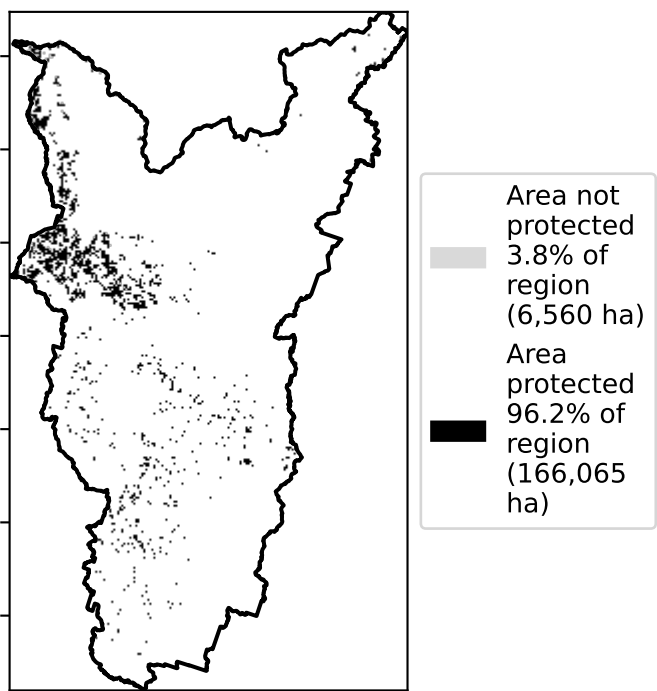 Area not
protected
3.8% of
region
(6,560 ha)
Area
protected
96.2% of
region
(166,065
ha)